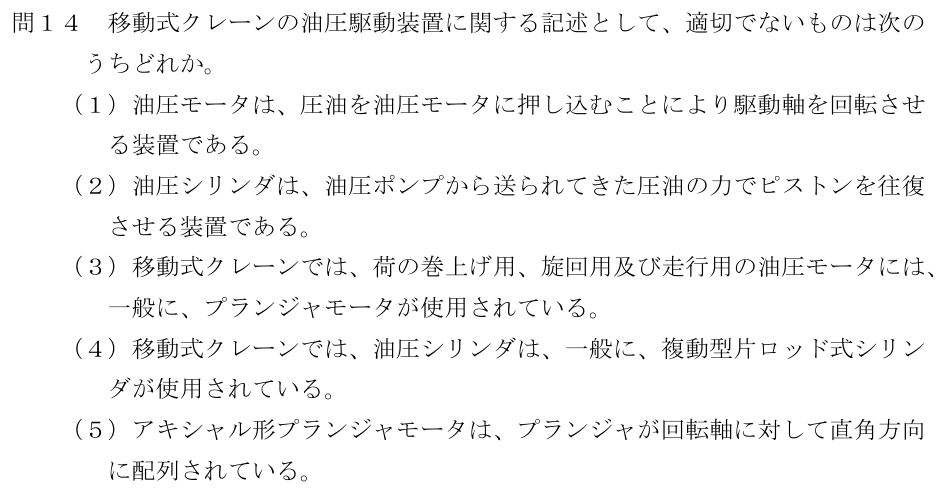 問１４　移動式クレーンの油圧駆動装置に関する記述として、適切でないものは次の
うちどれか。
（１）油圧モータは、圧油を油圧モータに押し込むことにより駆動軸を回転させ
る装置である。
（２）油圧シリンダは、油圧ポンプから送られてきた圧油の力でピストンを往復
させる装置である。
（３）移動式クレーンでは、荷の巻上げ用、旋回用及び走行用の油圧モータには、
一般に、プランジャモータが使用されている。
（４）移動式クレーンでは、油圧シリンダは、一般に、複動型片ロッド式シリン
ダが使用されている。
（５）アキシャル形プランジャモータは、プランジャが回転軸に対して直角方向
に配列されている。